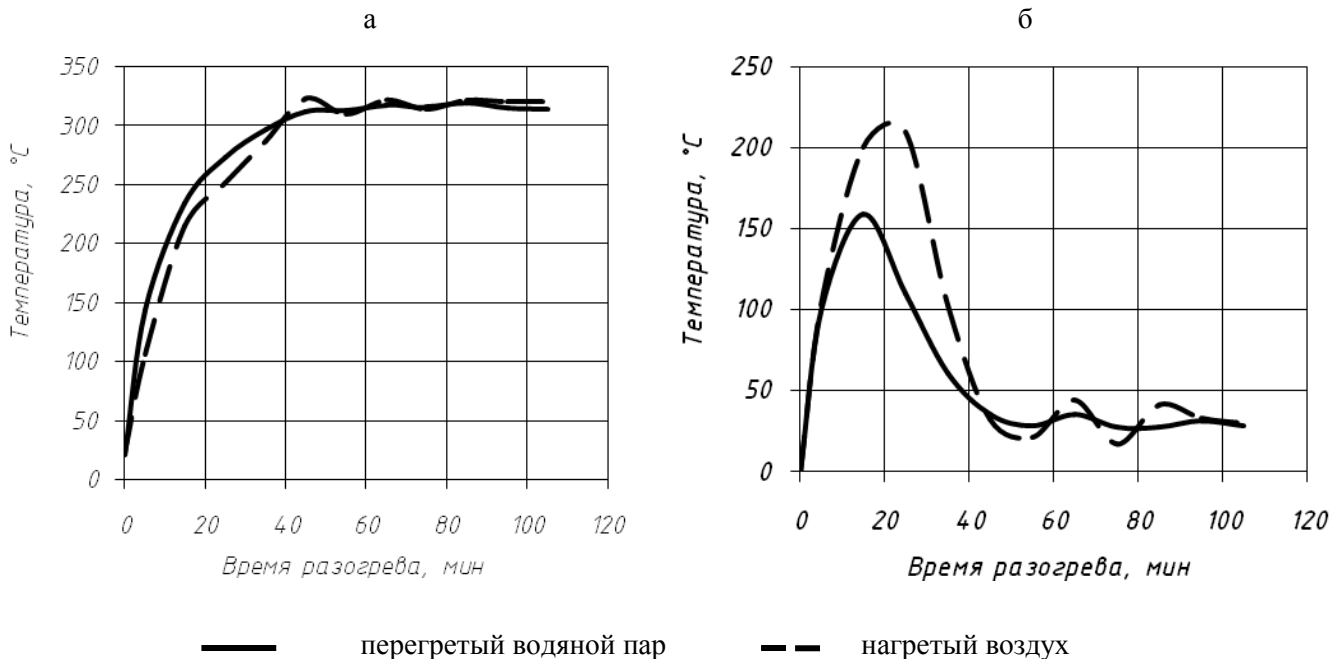 а
б
350
300
250
200
150
100
50
0
Температура, °C
0 20 40 60 80 100 120
Время разогрева, мин
250
200
150
100
50
0
Температура, °C
0 20 40 60 80 100 120
Время разогрева, мин
перегретый водяной пар
нагретый воздух